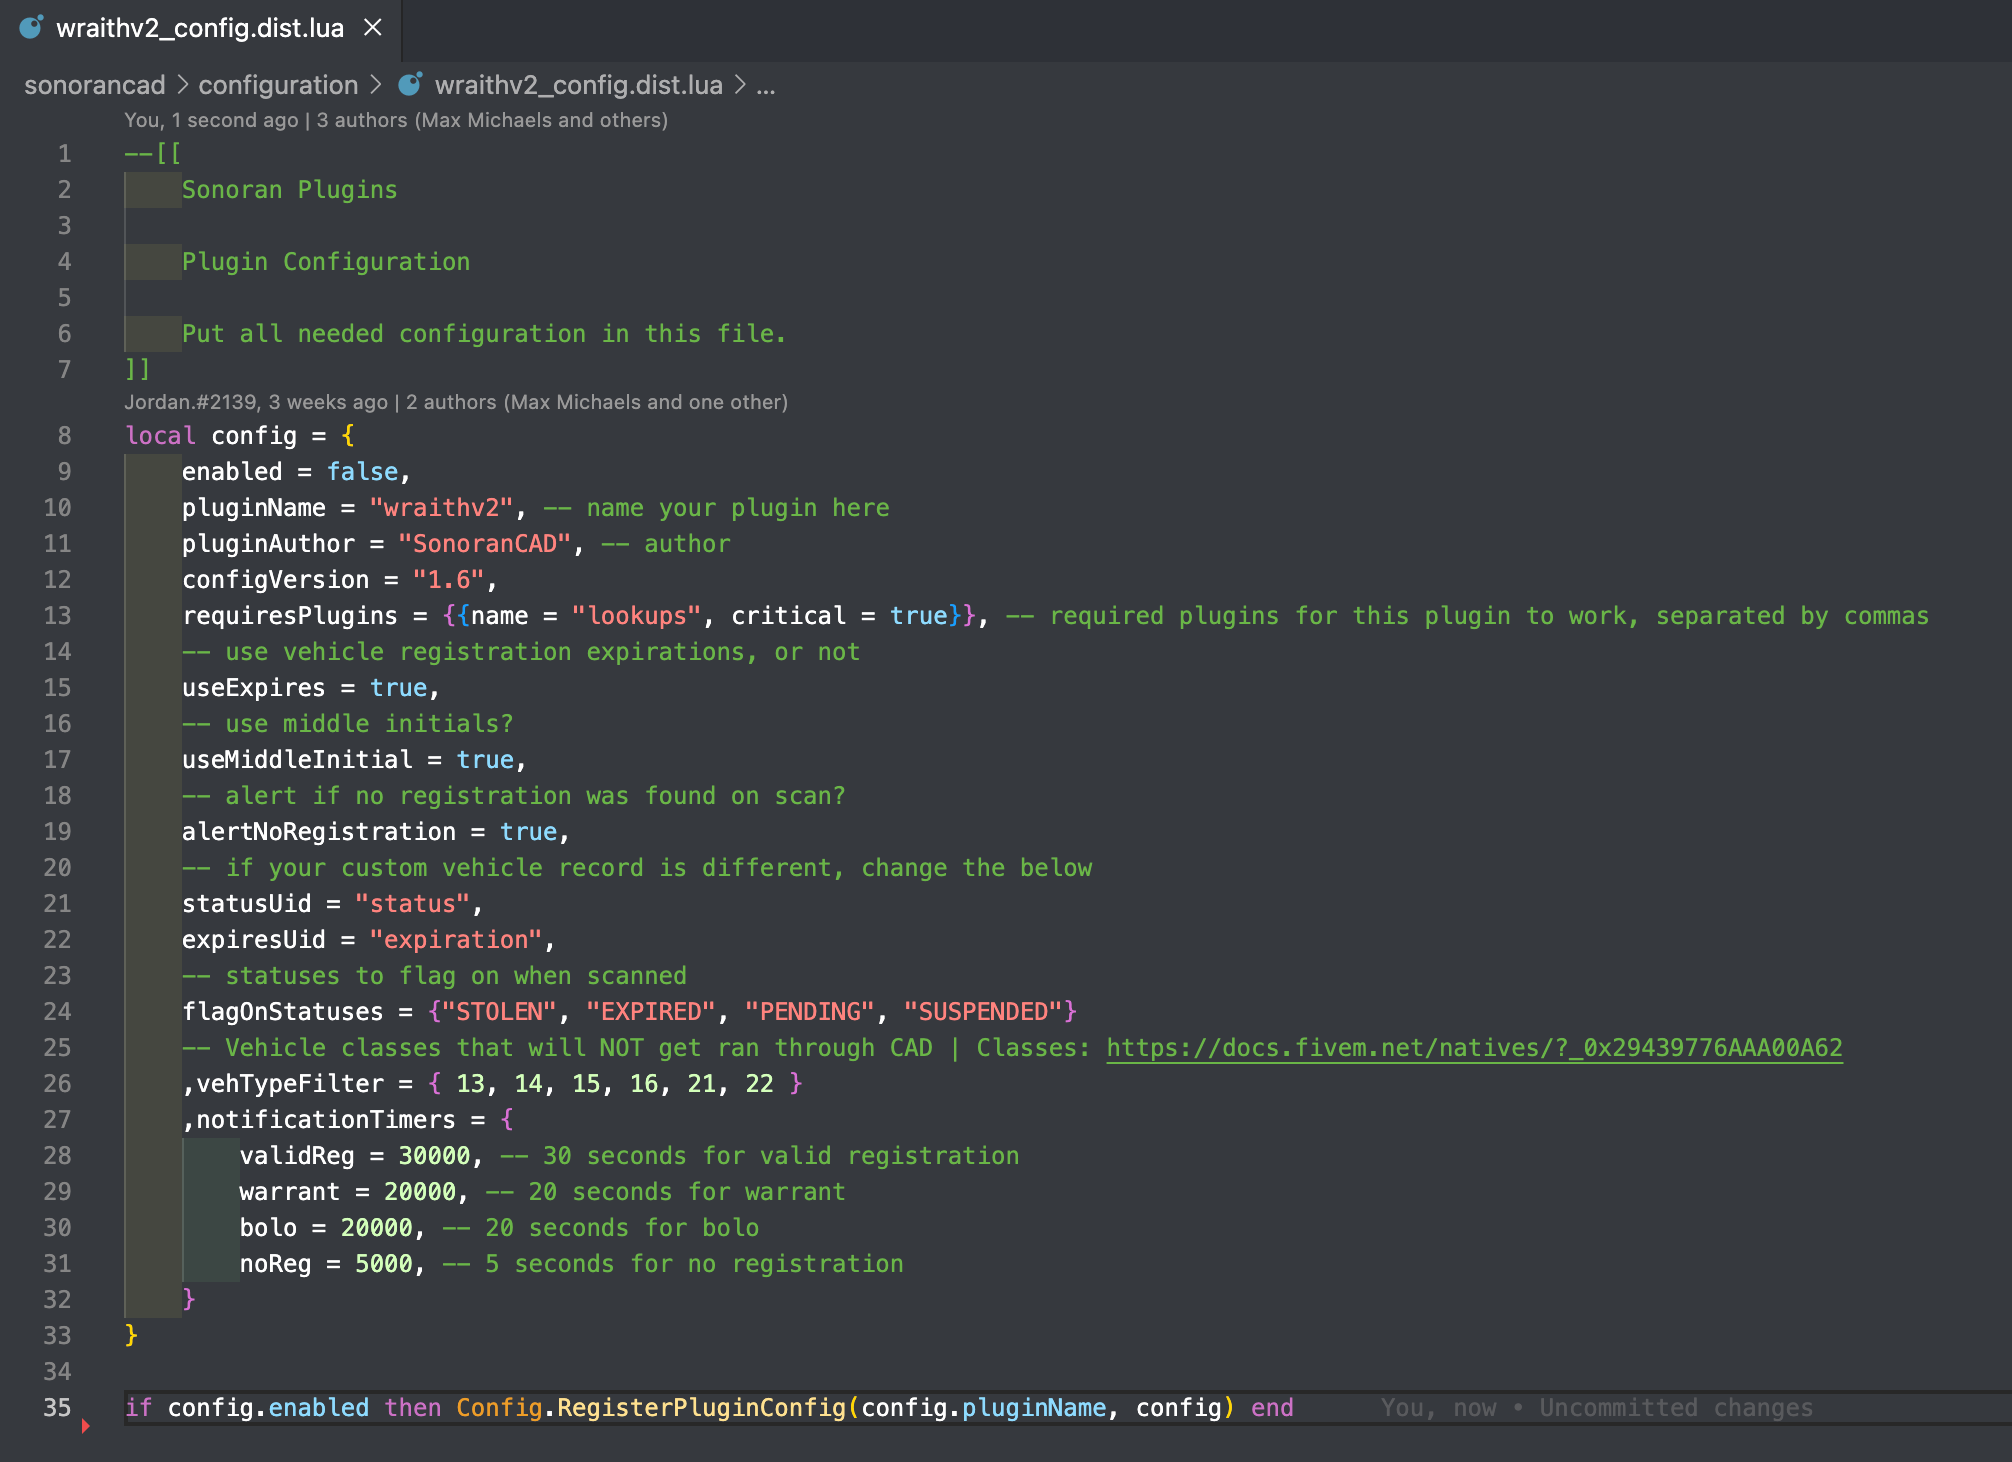 wraithv2_config.dist.lua
sonorancad > configuration > wraithv2_config.dist.lua > ...
You, 1 second ago | 3 authors (Max Michaels and others)
1 --[[
2 Sonoran Plugins
3
4 Plugin Configuration
5
6 Put all needed configuration in this file.
7 ]]
Jordan.#2139, 3 weeks ago | 2 authors (Max Michaels and one other)
8 local config = {
9 enabled = false,
10 pluginName = "wraithv2", -- name your plugin here
11 pluginAuthor = "SonoranCAD", -- author
12 configVersion = "1.6",
13 requiresPlugins = {{name = "lookups", critical = true}}, -- required plugins for this plugin to work, separated by commas
14 -- use vehicle registration expirations, or not
15 useExpires = true,
16 -- use middle initials?
17 useMiddleInitial = true,
18 -- alert if no registration was found on scan?
19 alertNoRegistration = true,
20 -- if your custom vehicle record is different, change the below
21 statusUid = "status",
22 expiresUid = "expiration",
23 -- statuses to flag on when scanned
24 flagOnStatuses = {"STOLEN", "EXPIRED", "PENDING", "SUSPENDED"}
25 -- Vehicle classes that will NOT get ran through CAD | Classes: https://docs.fivem.net/natives/?_0x29439776AAA00A62
26 ,vehTypeFilter = { 13, 14, 15, 16, 21, 22 }
27 ,notificationTimers = {
28 validReg = 30000, -- 30 seconds for valid registration
29 warrant = 20000, -- 20 seconds for warrant
30 bolo = 20000, -- 20 seconds for bolo
31 noReg = 5000, -- 5 seconds for no registration
32 }
33 }
34
35 if config.enabled then Config.RegisterPluginConfig(config.pluginName, config) end You, now • Uncommitted changes